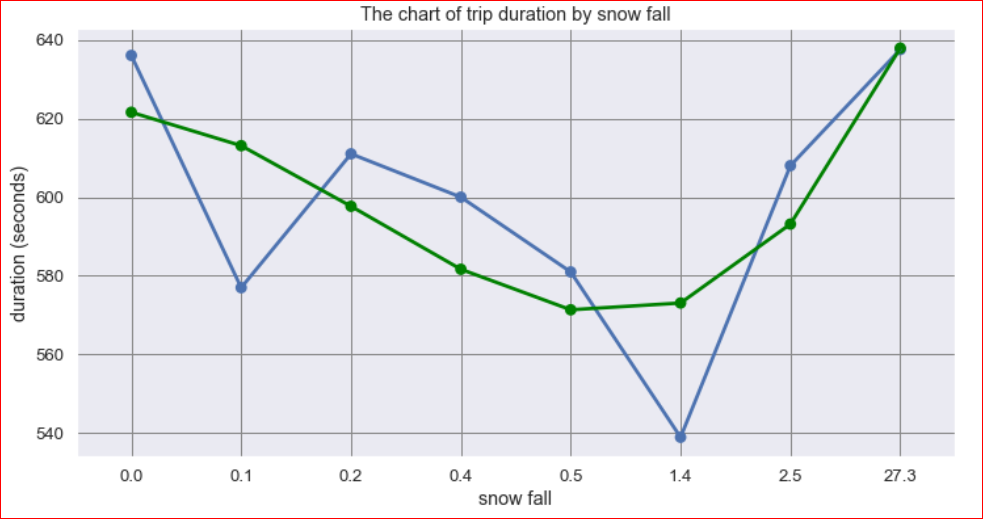 The chart of trip duration by snow fall
640
620
600
580
560
540
duration (seconds)
0.0 0.1 0.2 0.4 0.5 1.4 2.5 27.3
snow fall